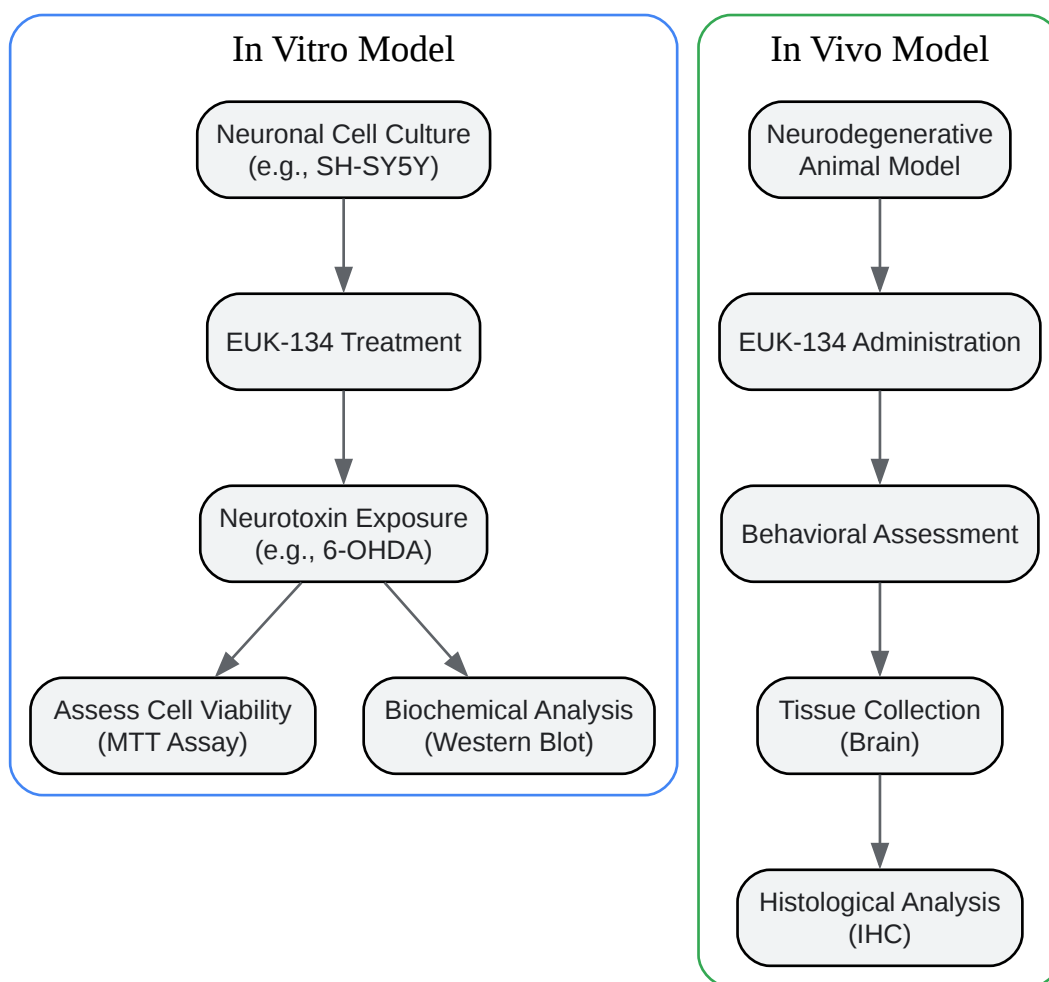 In Vitro Model
Neuronal Cell Culture
(e.g., SH-SY5Y)
EUK-134 Treatment
Neurotoxin Exposure
(e.g., 6-OHDA)
Assess Cell Viability
(MTT Assay)
Biochemical Analysis
(Western Blot)
In Vivo Model
Neurodegenerative
Animal Model
EUK-134 Administration
Behavioral Assessment
Tissue Collection
(Brain)
Histological Analysis
(IHC)